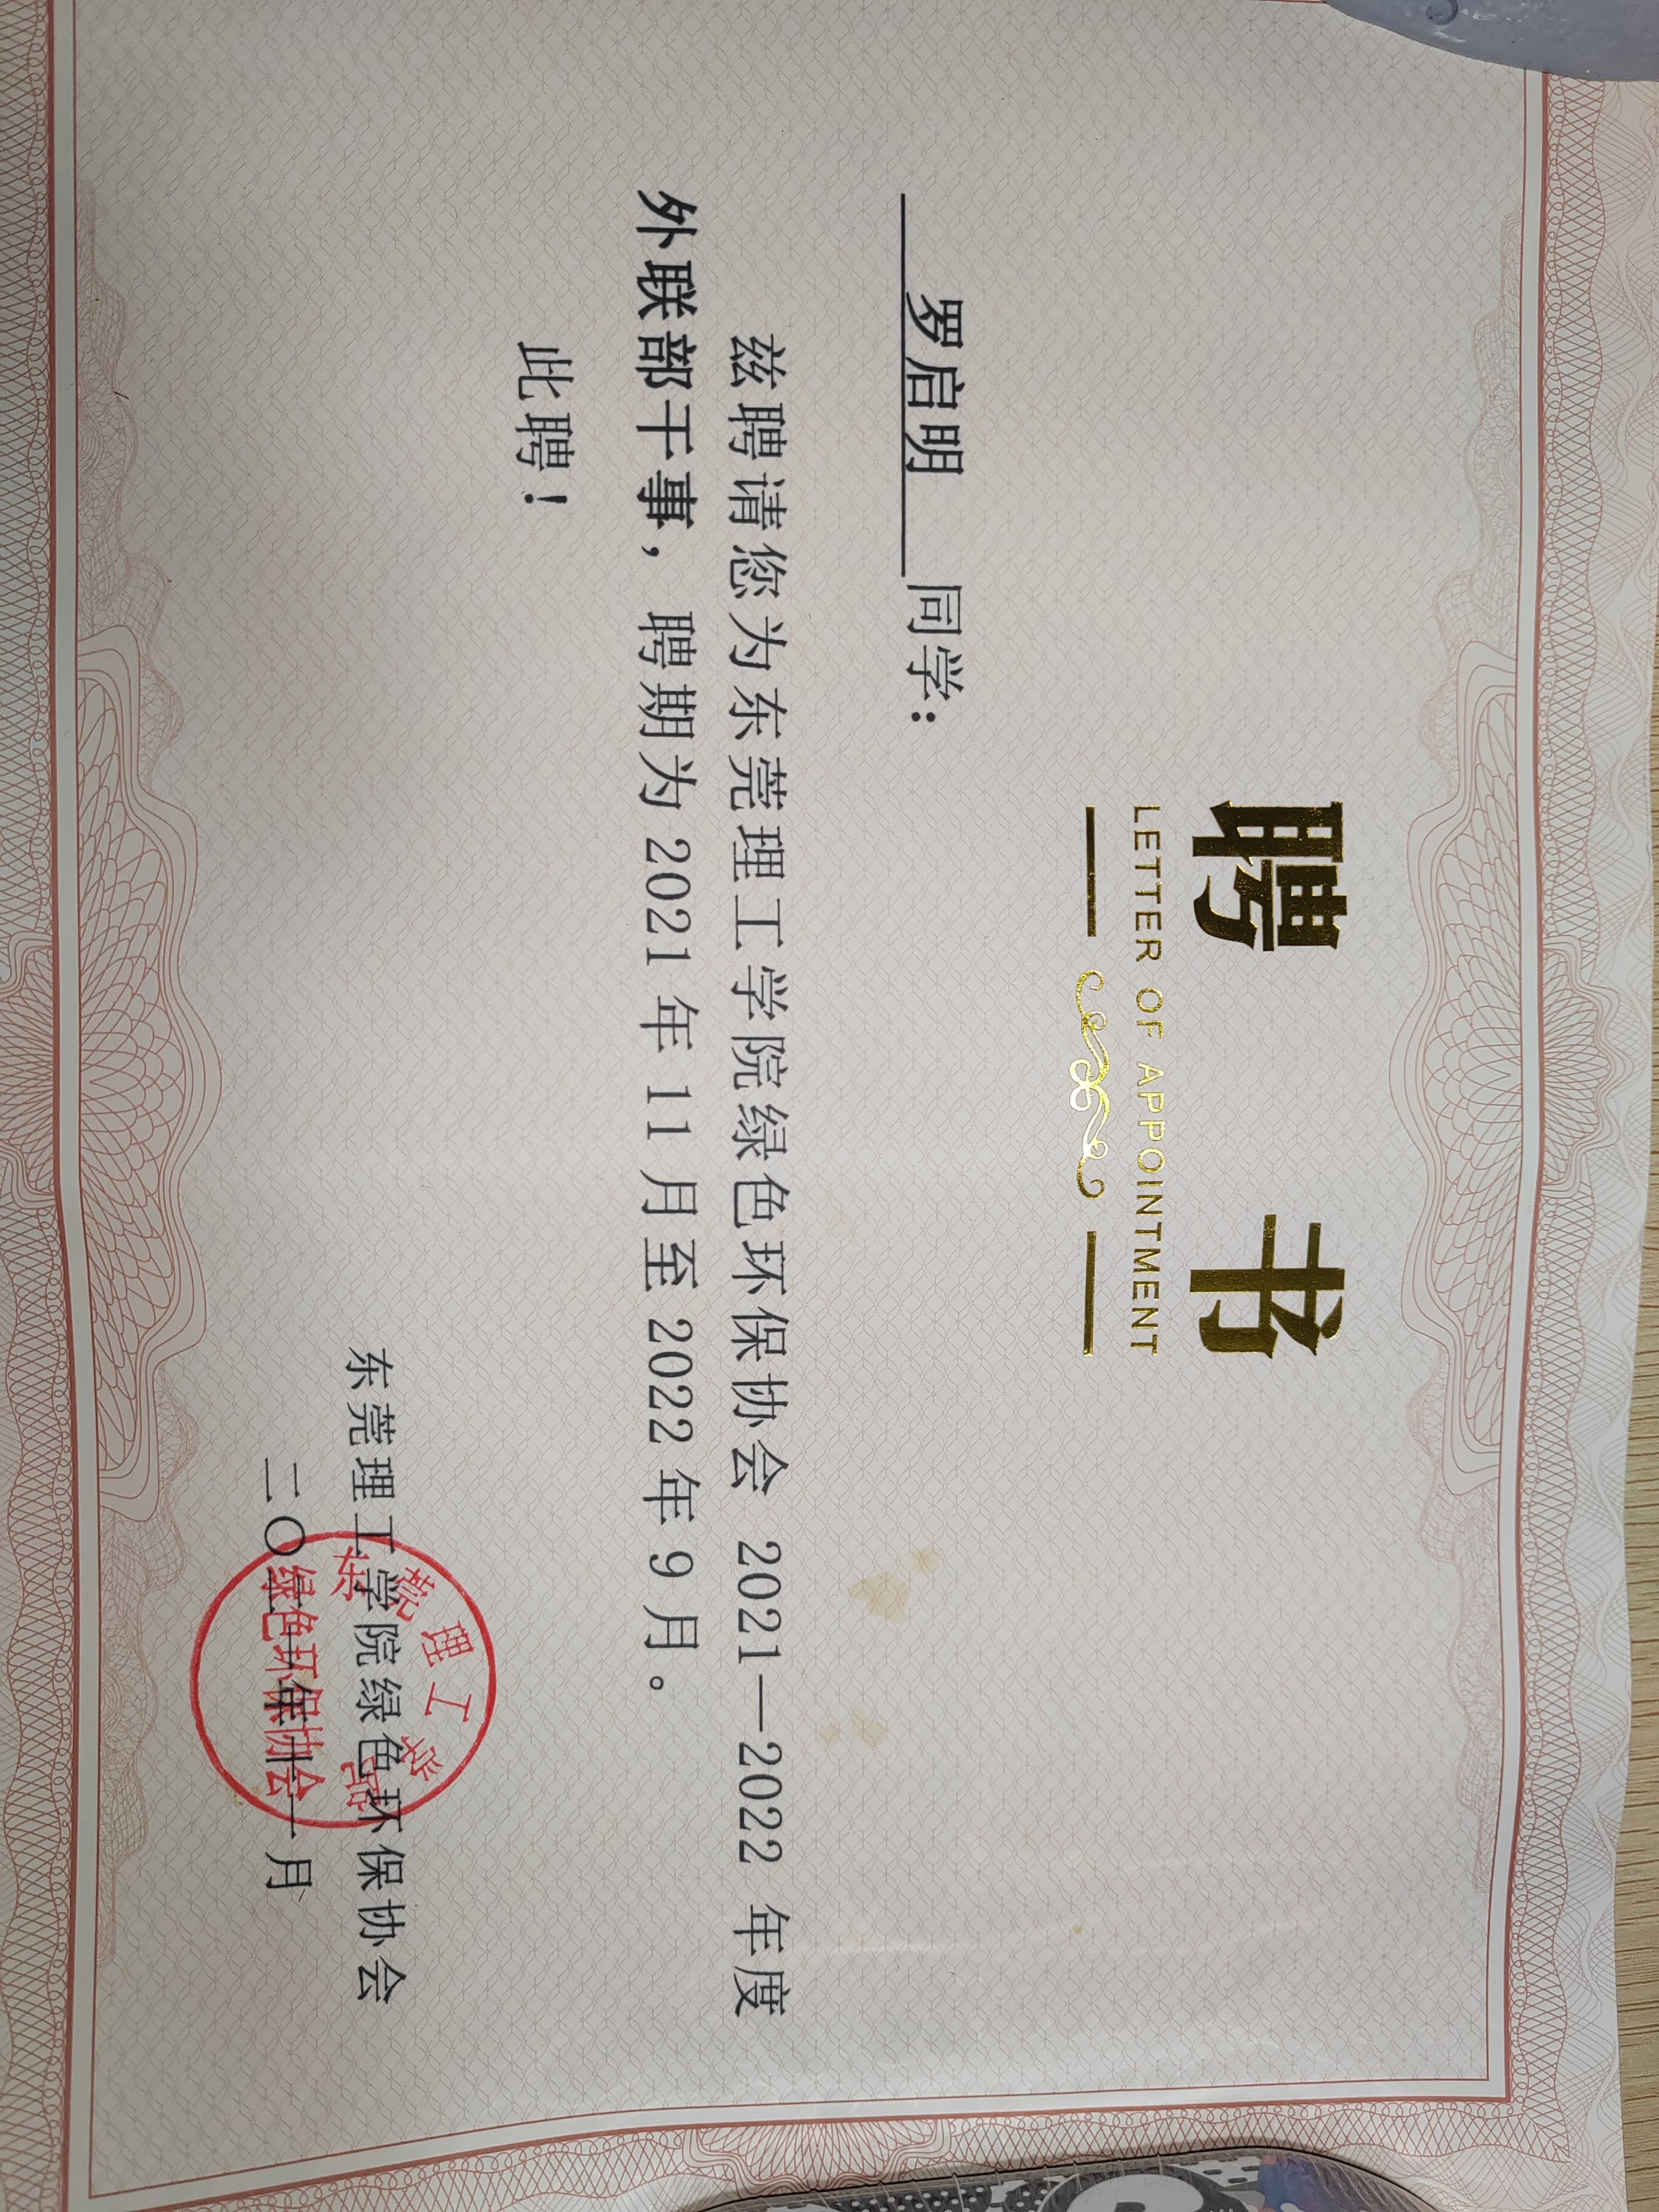 聘 书
LETTER OF APPOINTMENT
罗启明 同学：
兹聘请您为东莞理工学院绿色环保协会 2021—2022 年度
外联部干事，聘期为 2021 年 11 月至 2022 年 9 月。
此聘！
东莞理工学院绿色环保协会
二〇二一年十一月
东莞理工学院
绿色环保协会